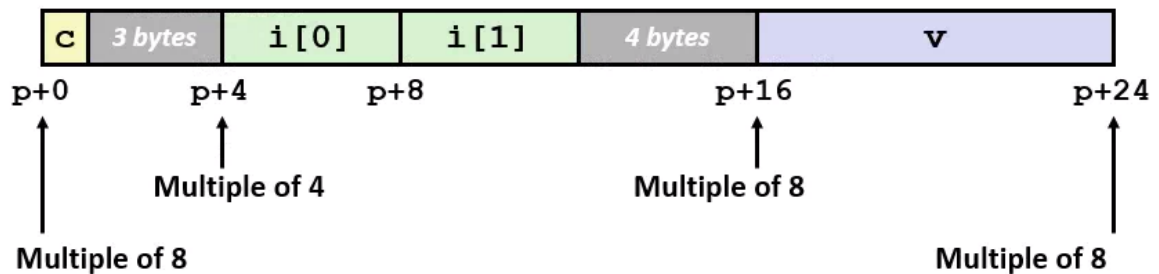 c 3 bytes i[0] i[1] 4 bytes v
p+0 p+4 p+8 p+16 p+24
Multiple of 4 Multiple of 8
Multiple of 8 Multiple of 8